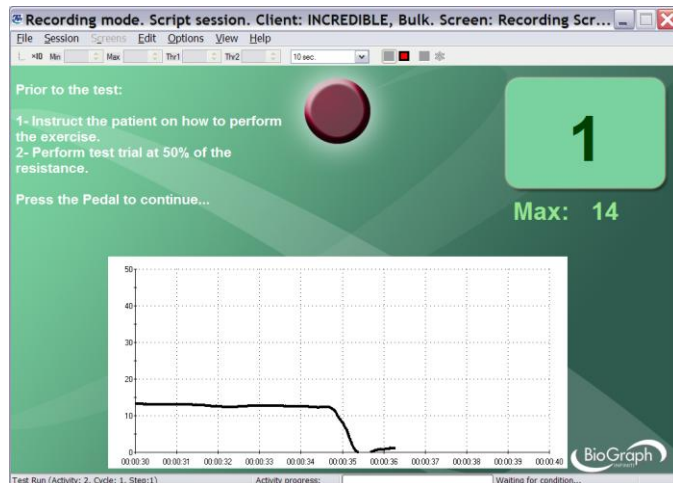 Recording mode. Script session. Client: INCREDIBLE, Bulk. Screen: Recording Scr...
File Session Screens Edit Options View Help
×10 Min Max Thr1 Thr2 10 sec.
Prior to the test:
1- Instruct the patient on how to perform
the exercise.
2- Perform test trial at 50% of the
resistance.
Press the Pedal to continue...
1
Max: 14
50
40
30
20
10
0
00:00:30 00:00:31 00:00:32 00:00:33 00:00:34 00:00:35 00:00:36 00:00:37 00:00:38 00:00:39 00:00:40
BioGraph
Test Run (Activity: 2, Cycle: 1, Step:1) Activity progress: Waiting for condition...